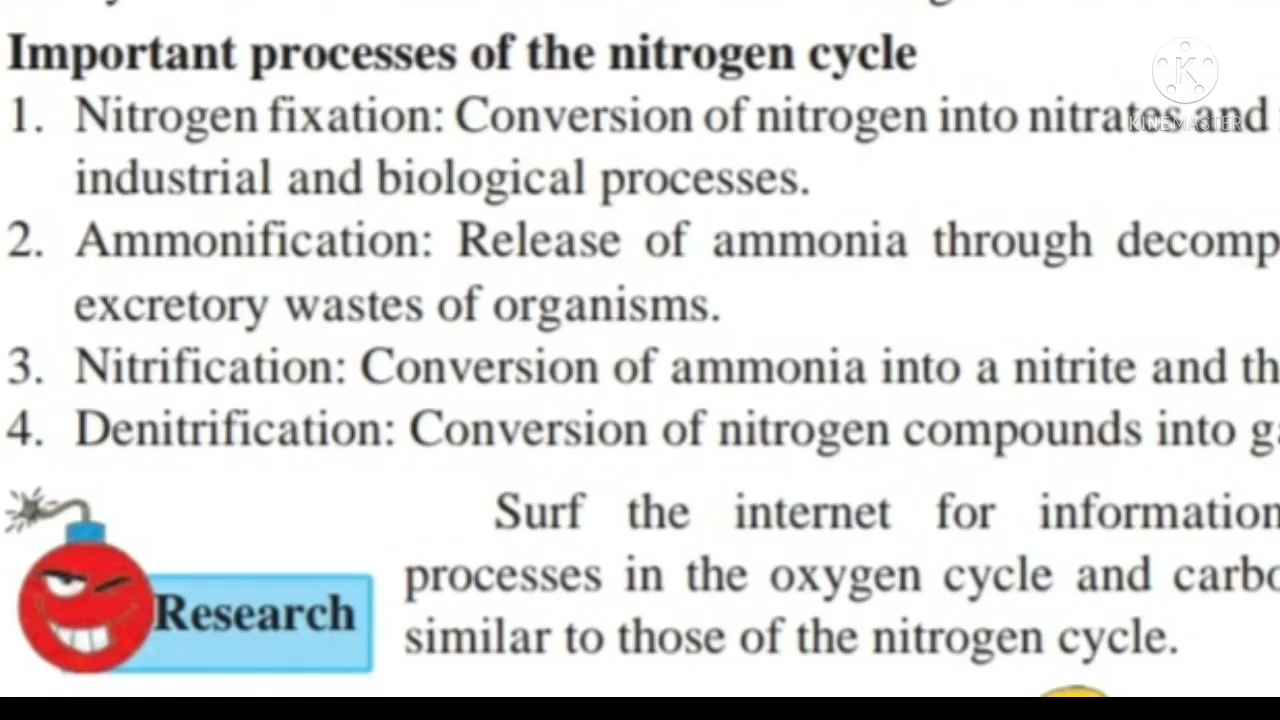 Important processes of the nitrogen cycle
1. Nitrogen fixation: Conversion of nitrogen into nitrates and
industrial and biological processes.
2. Ammonification: Release of ammonia through decomp
excretory wastes of organisms.
3. Nitrification: Conversion of ammonia into a nitrite and th
4. Denitrification: Conversion of nitrogen compounds into g
Surf the internet for information
processes in the oxygen cycle and carbo
Research
similar to those of the nitrogen cycle.
K
KINEMASTER